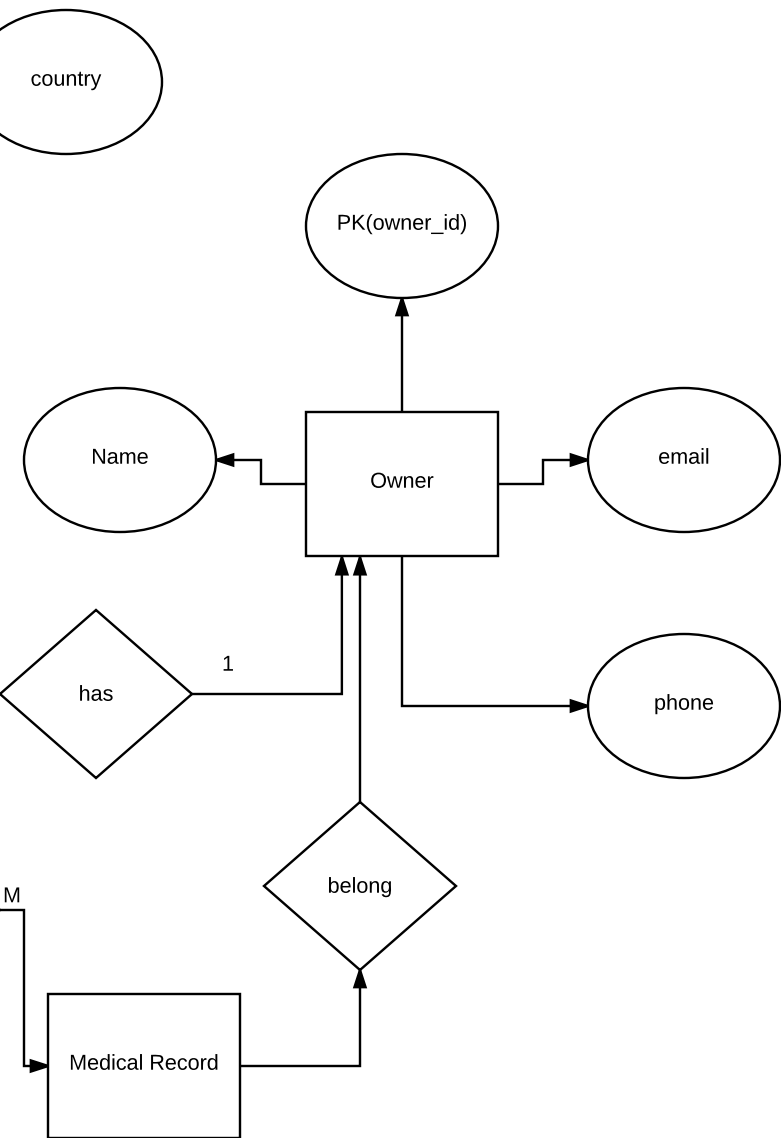 country
PK(owner_id)
Name
Owner
email
1
has
phone
belong
M
Medical Record